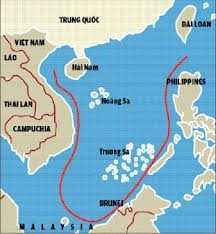 TRUNG QUỐC
ĐÀI LOAN
VIỆT NAM
LÀO
Hải Nam
PHILIPPINES
Hoàng Sa
THÁI LAN
CAMPUCHIA
Trường Sa
BRUNEI
MALAYSIA